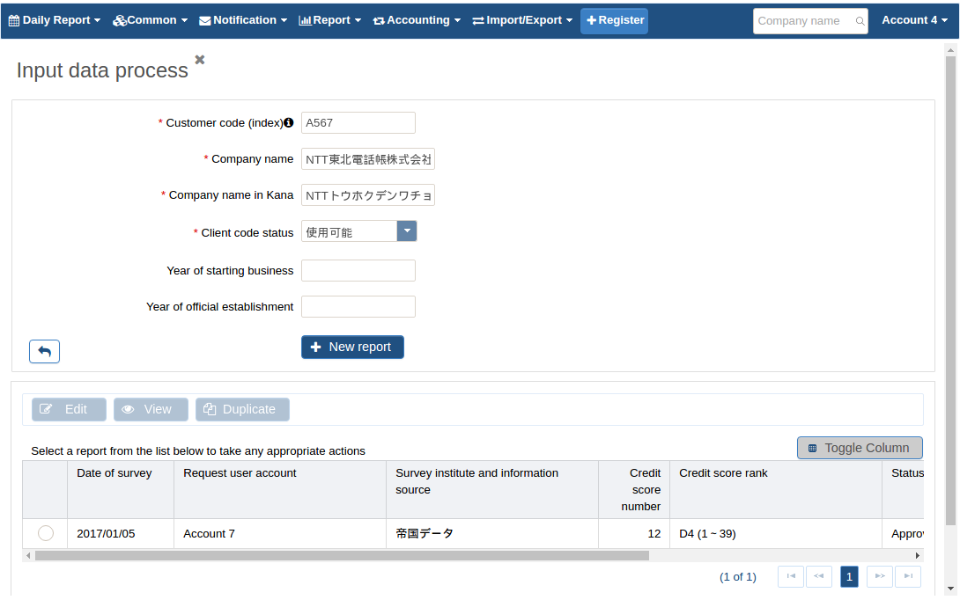 Daily Report Common Notification Report Accounting Import/Export Register Company name Account 4
Input data process
* Customer code (index) A567
* Company name NTT東北電話帳株式会社
* Company name in Kana NTTトウホクデンワチョ
* Client code status 使用可能
Year of starting business
Year of official establishment
New report
Edit View Duplicate
Select a report from the list below to take any appropriate actions
Toggle Column
Date of survey Request user account Survey institute and information source Credit score number Credit score rank Status
2017/01/05 Account 7 帝国データ 12 D4 (1 ~ 39)
(1 of 1) 1